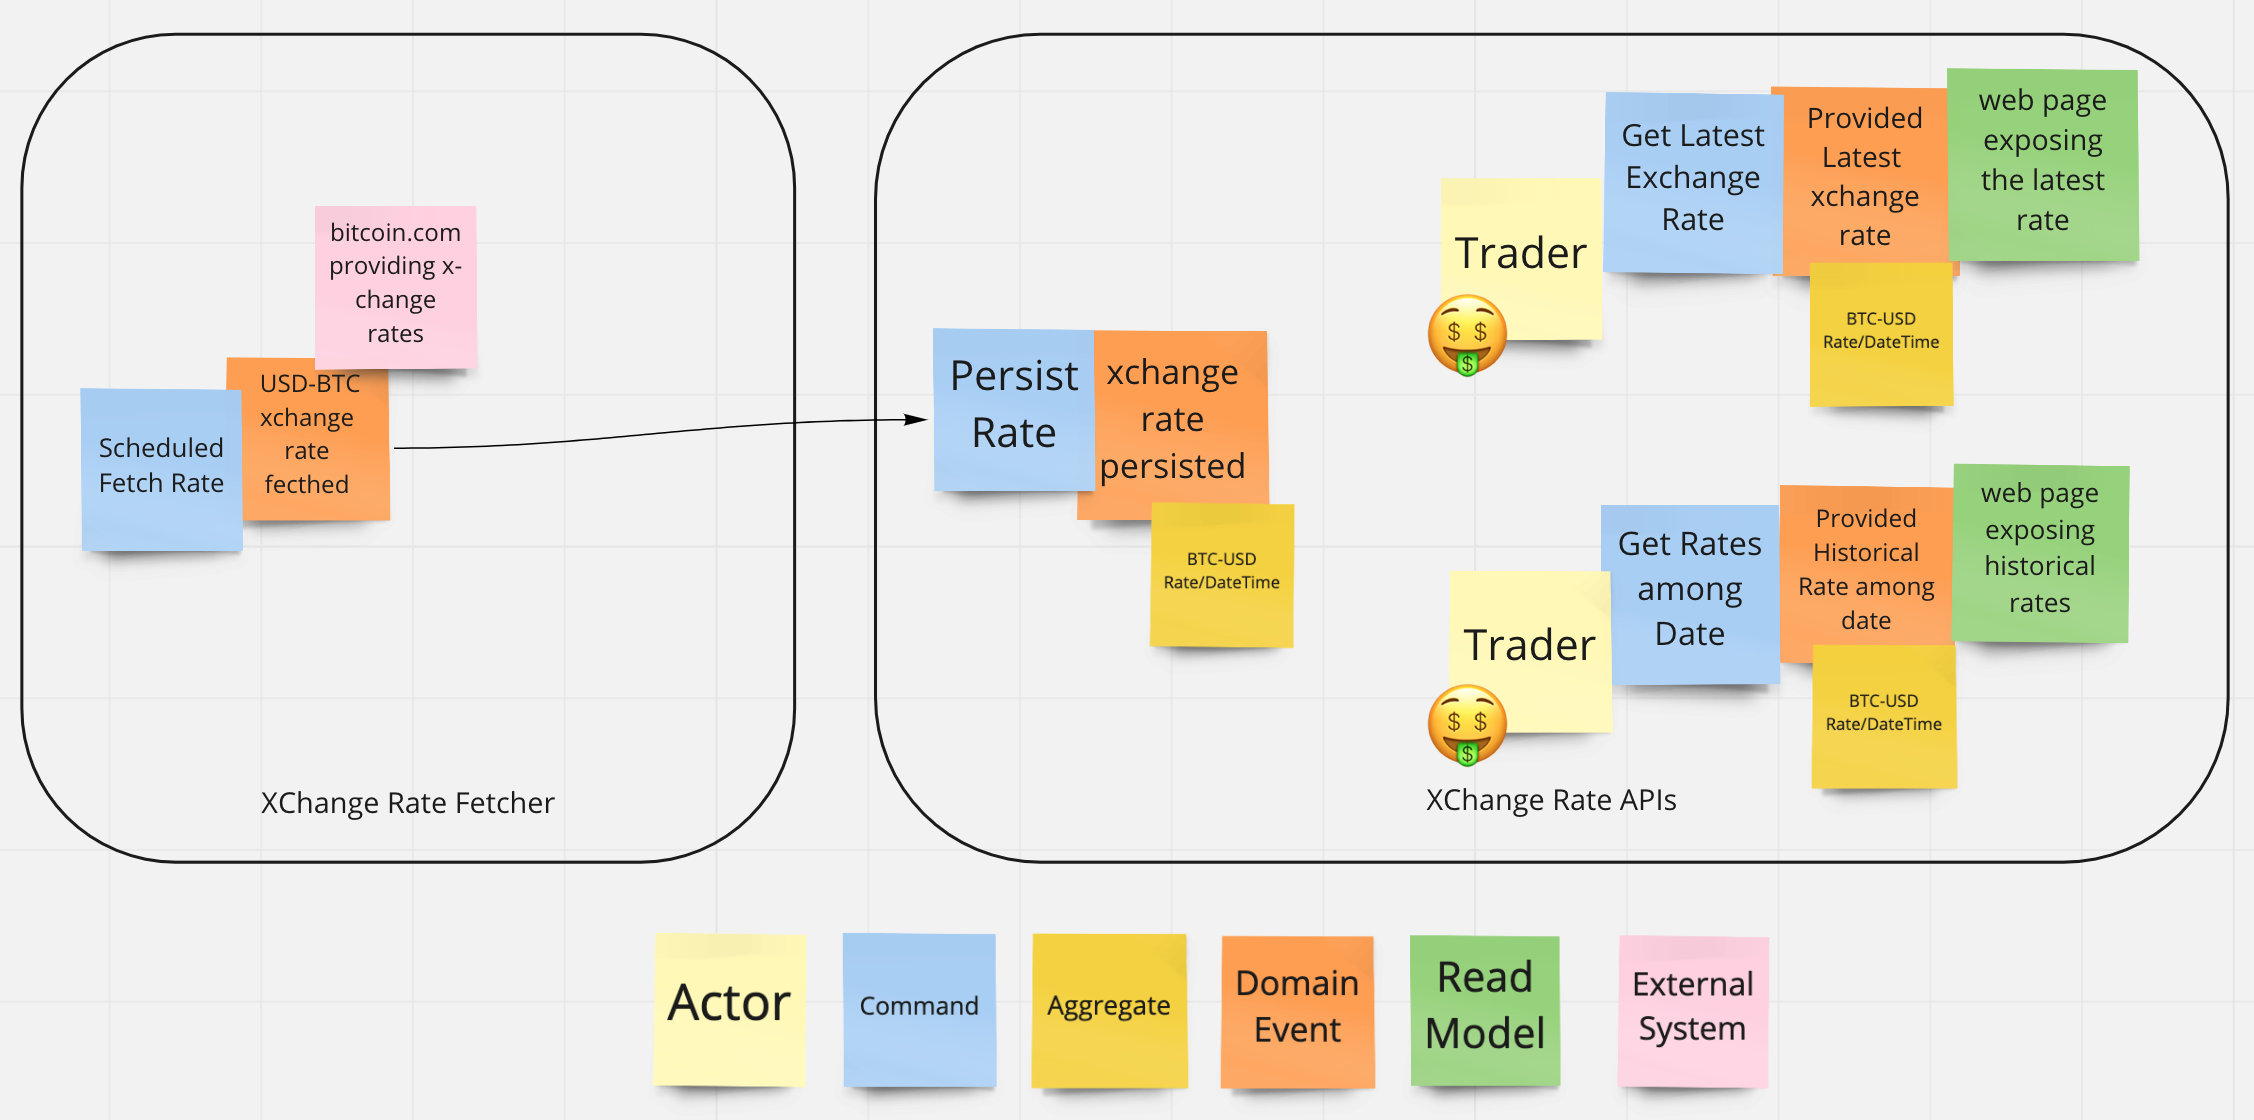 bitcoin.com
providing x-
change
rates
USD-BTC
xchange
rate
fecthed
Scheduled
Fetch Rate
XChange Rate Fetcher
Persist
Rate
xchange
rate
persisted
BTC-USD
Rate/DateTime
Trader
$ $
$
Get Latest
Exchange
Rate
Provided
Latest
xchange
rate
web page
exposing
the latest
rate
BTC-USD
Rate/DateTime
Trader
$ $
$
Get Rates
among
Date
Provided
Historical
Rate among
date
web page
exposing
historical
rates
BTC-USD
Rate/DateTime
XChange Rate APIs
Actor
Command
Aggregate
Domain
Event
Read
Model
External
System